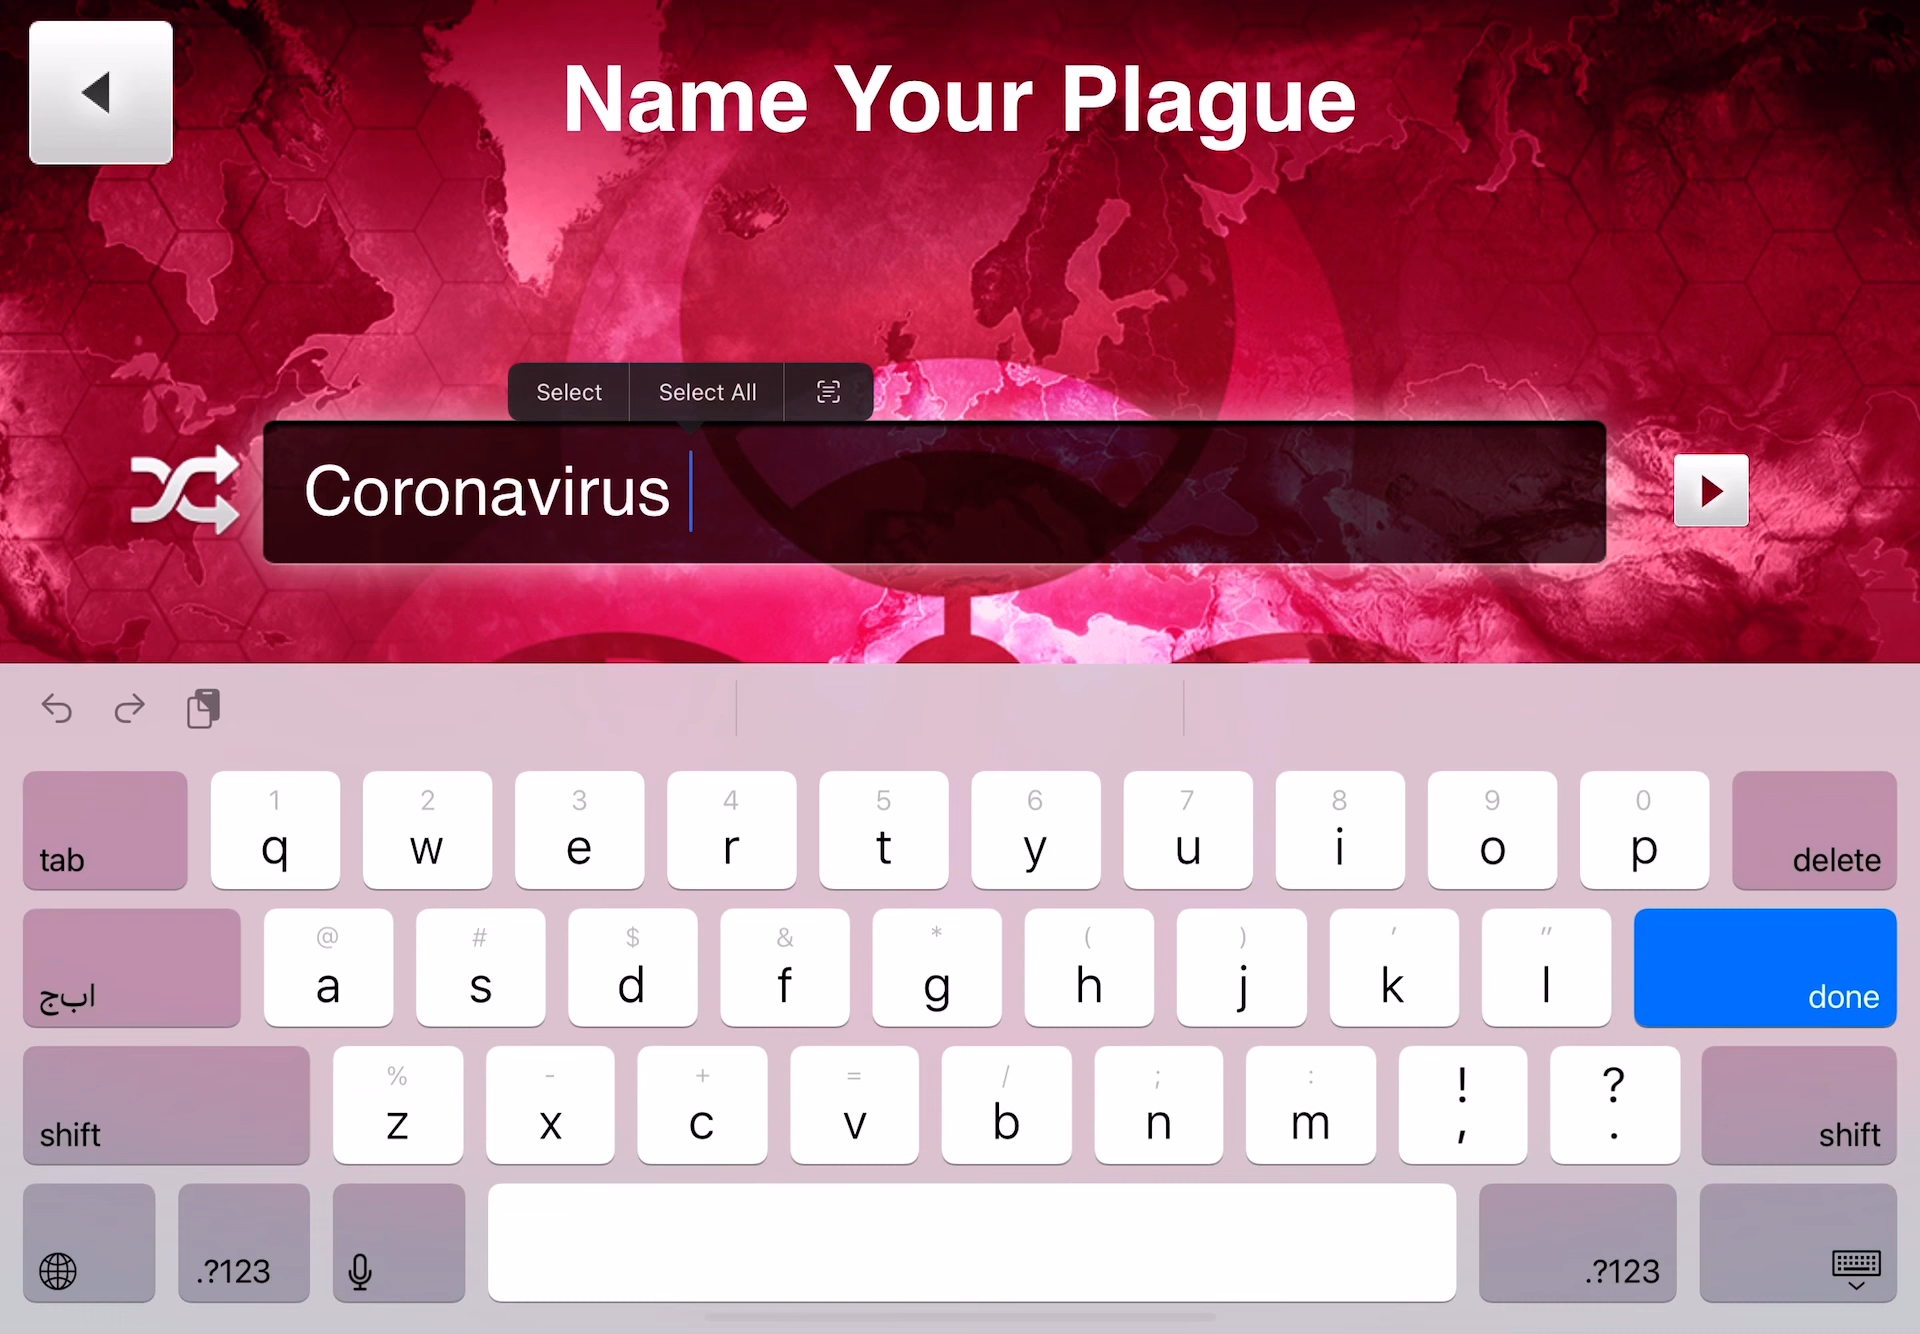 Name Your Plague
Select Select All
Coronavirus
1 2 3 4 5 6 7 8 9 0
tab q w e r t y u i o p delete
@ # $ & * ( ) ' "
ابج a s d f g h j k l done
% - + = / ; : ! ?
shift z x c v b n m , . shift
.?123 .?123